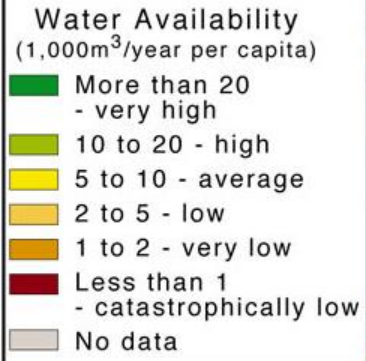 Water Availability
(1,000m³/year per capita)
More than 20
- very high
10 to 20 - high
5 to 10 - average
2 to 5 - low
1 to 2 - very low
Less than 1
- catastrophically low
No data